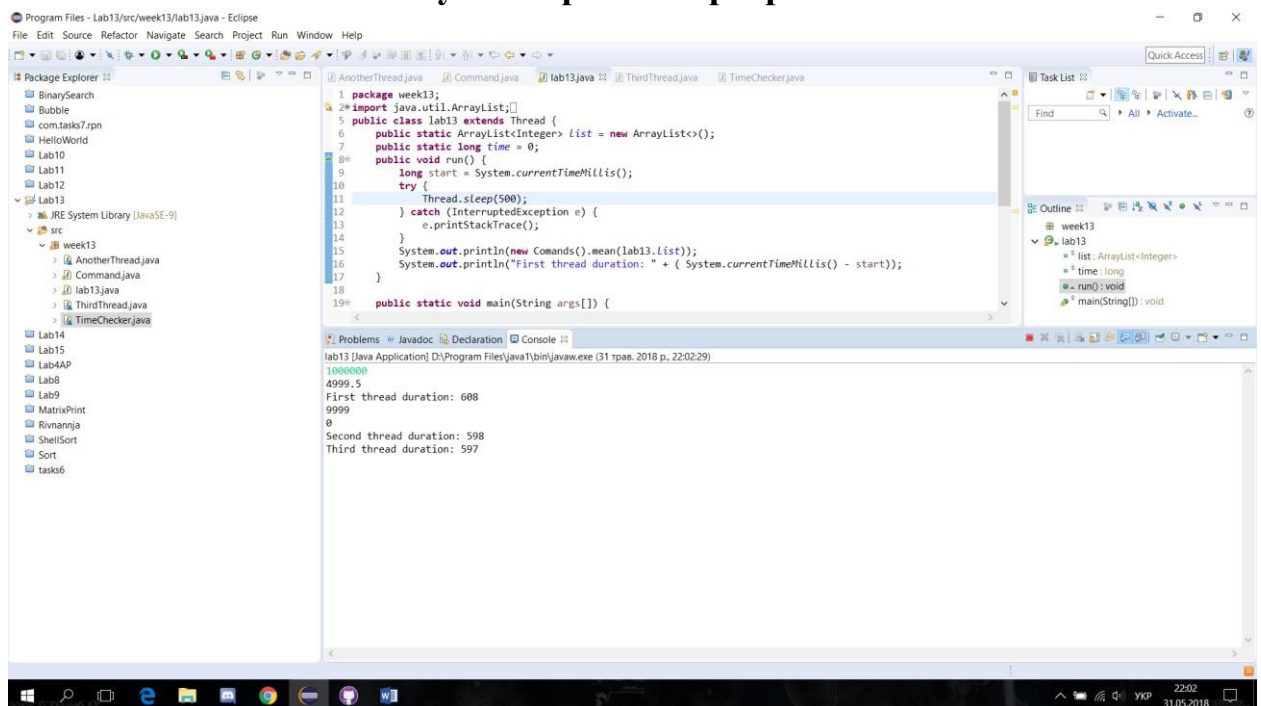 Program Files - Lab13/src/week13/lab13.java - Eclipse
File Edit Source Refactor Navigate Search Project Run Window Help
Quick Access
Package Explorer
BinarySearch
Bubble
com.tasks7.rpn
HelloWorld
Lab10
Lab11
Lab12
Lab13
JRE System Library [JavaSE-9]
src
week13
AnotherThread.java
Command.java
lab13.java
ThirdThread.java
TimeChecker.java
Lab14
Lab15
Lab4AP
Lab8
Lab9
MatrixPrint
Rivnannja
ShellSort
Sort
tasks6
AnotherThread.java Command.java lab13.java ThirdThread.java TimeChecker.java
1 package week13;
2 import java.util.ArrayList;
5 public class lab13 extends Thread {
6 public static ArrayList<Integer> list = new ArrayList<>();
7 public static long time = 0;
8 public void run() {
9 long start = System.currentTimeMillis();
10 try {
11 Thread.sleep(500);
12 } catch (InterruptedException e) {
13 e.printStackTrace();
14 }
15 System.out.println(new Comands().mean(lab13.list));
16 System.out.println("First thread duration: " + ( System.currentTimeMillis() - start));
17 }
18
19 public static void main(String args[]) {
Problems Javadoc Declaration Console
lab13 [Java Application] D:\Program Files\java1\bin\javaw.exe (31 трав. 2018 р., 22:02:29)
1000000
4999.5
First thread duration: 608
9999
0
Second thread duration: 598
Third thread duration: 597
Task List
Find All Activate...
Outline
week13
lab13
list : ArrayList<Integer>
time : long
run() : void
main(String[]) : void
УКР
22:02
31.05.2018